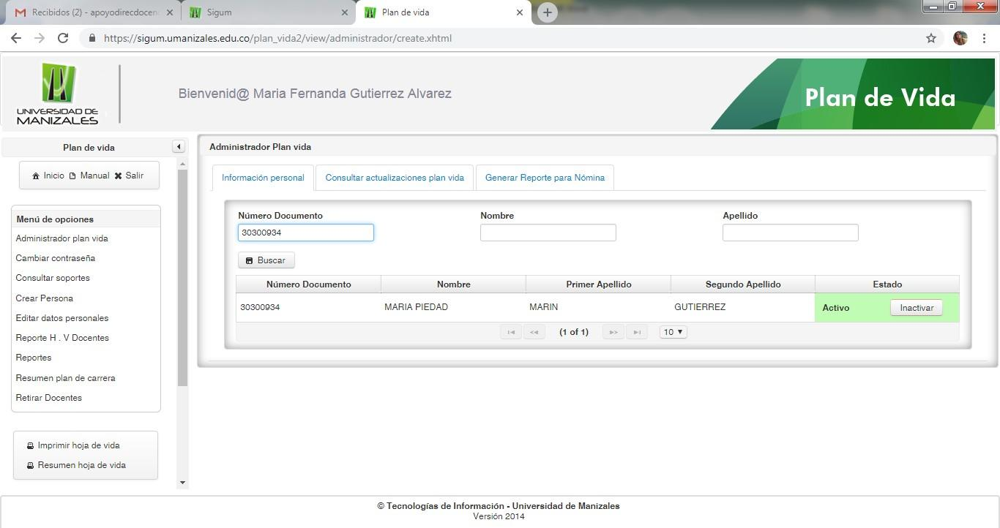 Recibidos (2) - apoyodirecdocen
Sigum
Plan de vida
https://sigum.umanizales.edu.co/plan_vida2/view/administrador/create.xhtml
UNIVERSIDAD DE
MANIZALES
Bienvenid@ Maria Fernanda Gutierrez Alvarez
Plan de Vida
Plan de vida
Inicio Manual Salir
Menú de opciones
Administrador plan vida
Cambiar contraseña
Consultar soportes
Crear Persona
Editar datos personales
Reporte H . V Docentes
Reportes
Resumen plan de carrera
Retirar Docentes
Imprimir hoja de vida
Resumen hoja de vida
Administrador Plan vida
Información personal Consultar actualizaciones plan vida Generar Reporte para Nómina
Número Documento Nombre Apellido
30300934
Buscar
Número Documento Nombre Primer Apellido Segundo Apellido Estado
30300934 MARIA PIEDAD MARIN GUTIERREZ Activo Inactivar
(1 of 1) 10
© Tecnologías de Información - Universidad de Manizales
Versión 2014